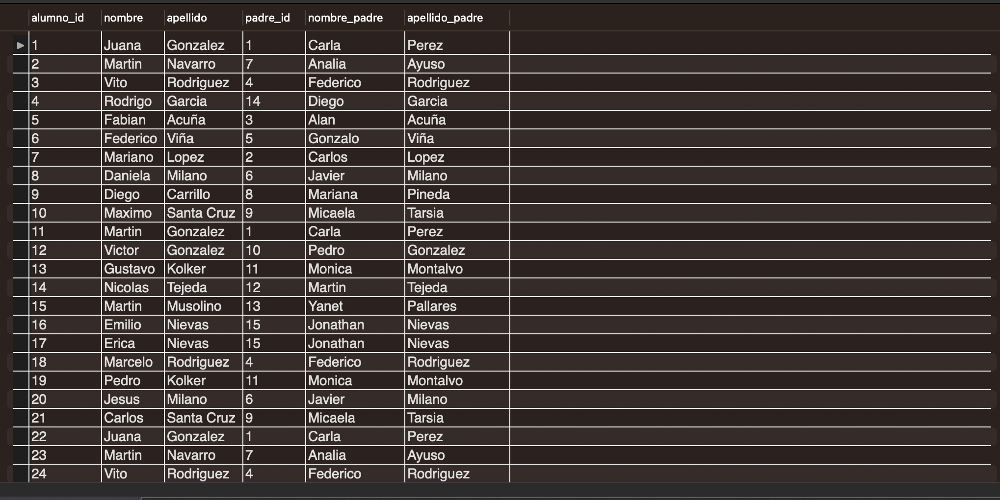 alumno_id nombre apellido padre_id nombre_padre apellido_padre
1 Juana Gonzalez 1 Carla Perez
2 Martin Navarro 7 Analia Ayuso
3 Vito Rodriguez 4 Federico Rodriguez
4 Rodrigo Garcia 14 Diego Garcia
5 Fabian Acuña 3 Alan Acuña
6 Federico Viña 5 Gonzalo Viña
7 Mariano Lopez 2 Carlos Lopez
8 Daniela Milano 6 Javier Milano
9 Diego Carrillo 8 Mariana Pineda
10 Maximo Santa Cruz 9 Micaela Tarsia
11 Martin Gonzalez 1 Carla Perez
12 Victor Gonzalez 10 Pedro Gonzalez
13 Gustavo Kolker 11 Monica Montalvo
14 Nicolas Tejeda 12 Martin Tejeda
15 Martin Musolino 13 Yanet Pallares
16 Emilio Nievas 15 Jonathan Nievas
17 Erica Nievas 15 Jonathan Nievas
18 Marcelo Rodriguez 4 Federico Rodriguez
19 Pedro Kolker 11 Monica Montalvo
20 Jesus Milano 6 Javier Milano
21 Carlos Santa Cruz 9 Micaela Tarsia
22 Juana Gonzalez 1 Carla Perez
23 Martin Navarro 7 Analia Ayuso
24 Vito Rodriguez 4 Federico Rodriguez